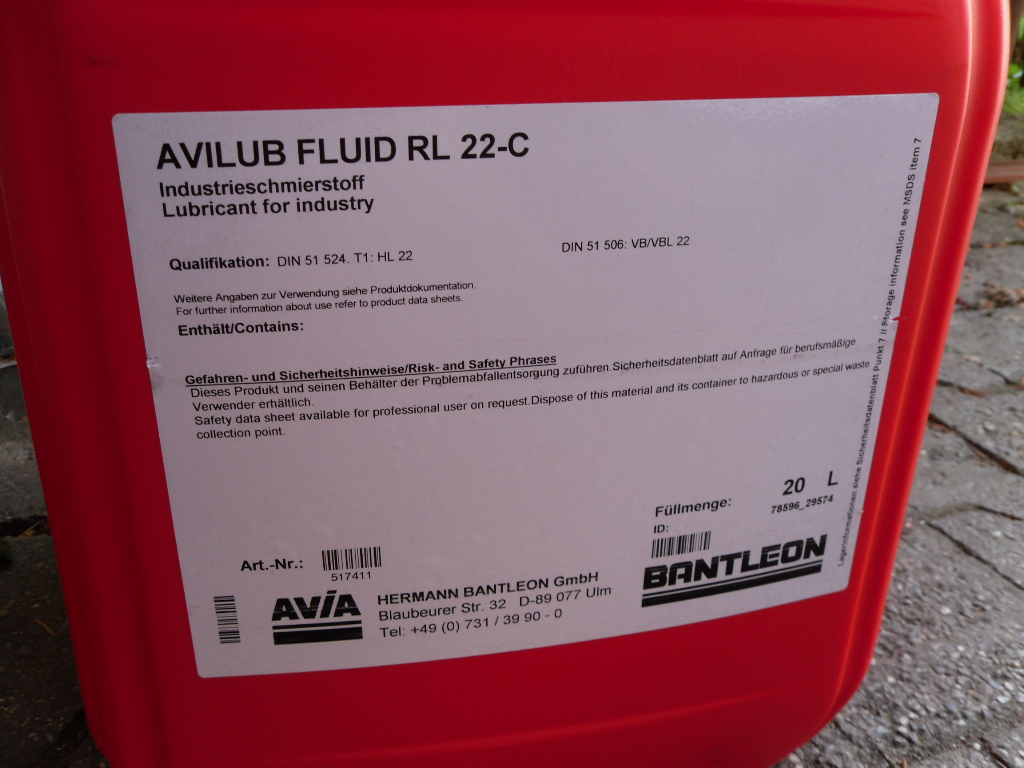 AVILUB FLUID RL 22-C
Industrieschmierstoff
Lubricant for industry
Qualifikation: DIN 51 524. T1: HL 22
DIN 51 506: VB/VBL 22
Weitere Angaben zur Verwendung siehe Produktdokumentation.
For further information about use refer to product data sheets.
Enthält/Contains:
Gefahren- und Sicherheitshinweise/Risk- and Safety Phrases
Dieses Produkt und seinen Behälter der Problemabfallentsorgung zuführen.Sicherheitsdatenblatt auf Anfrage für berufsmäßige
Verwender erhältlich.
Safety data sheet available for professional user on request.Dispose of this material and its container to hazardous or special waste
collection point.
Füllmenge: 20 L
ID: 78596_29574
Art.-Nr.:
517411
AVIA
HERMANN BANTLEON GmbH
Blaubeurer Str. 32 D-89 077 Ulm
Tel: +49 (0) 731 / 39 90 - 0
BANTLEON
Lagerinformationen siehe Sicherheitsdatenblatt Punkt 7 // Storage information see MSDS item 7